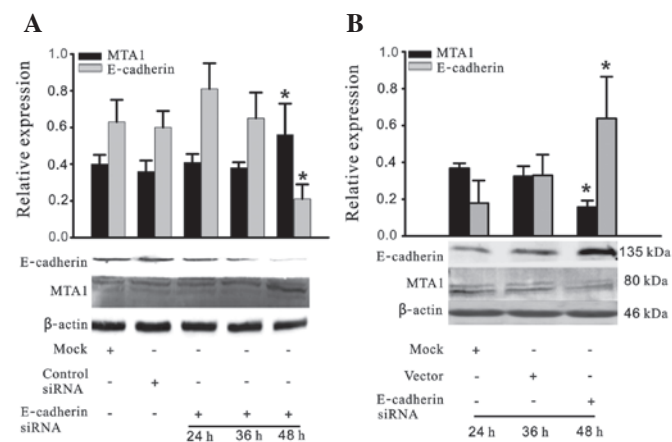 A
MTA1
E-cadherin
Relative expression
1.0
0.8
0.6
0.4
0.2
0.0
*
*
E-cadherin
MTA1
β-actin
Mock + - - - -
Control siRNA - + - - -
E-cadherin siRNA - - + + +
24 h 36 h 48 h
B
MTA1
E-cadherin
Relative expression
1.0
0.8
0.6
0.4
0.2
0.0
*
*
E-cadherin 135 kDa
MTA1 80 kDa
β-actin 46 kDa
Mock + - -
Vector - + -
E-cadherin siRNA - - +
24 h 36 h 48 h